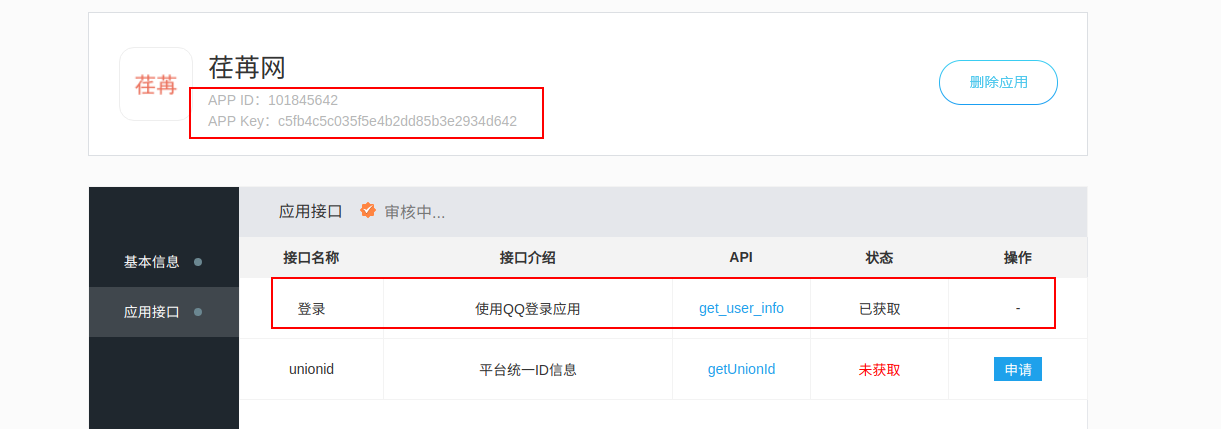 荏苒
荏苒网
APP ID：101845642
APP Key：c5fb4c5c035f5e4b2dd85b3e2934d642
删除应用
应用接口 审核中...
基本信息
应用接口
接口名称 接口介绍 API 状态 操作
登录 使用QQ登录应用 get_user_info 已获取 -
unionid 平台统一ID信息 getUnionId 未获取 申请